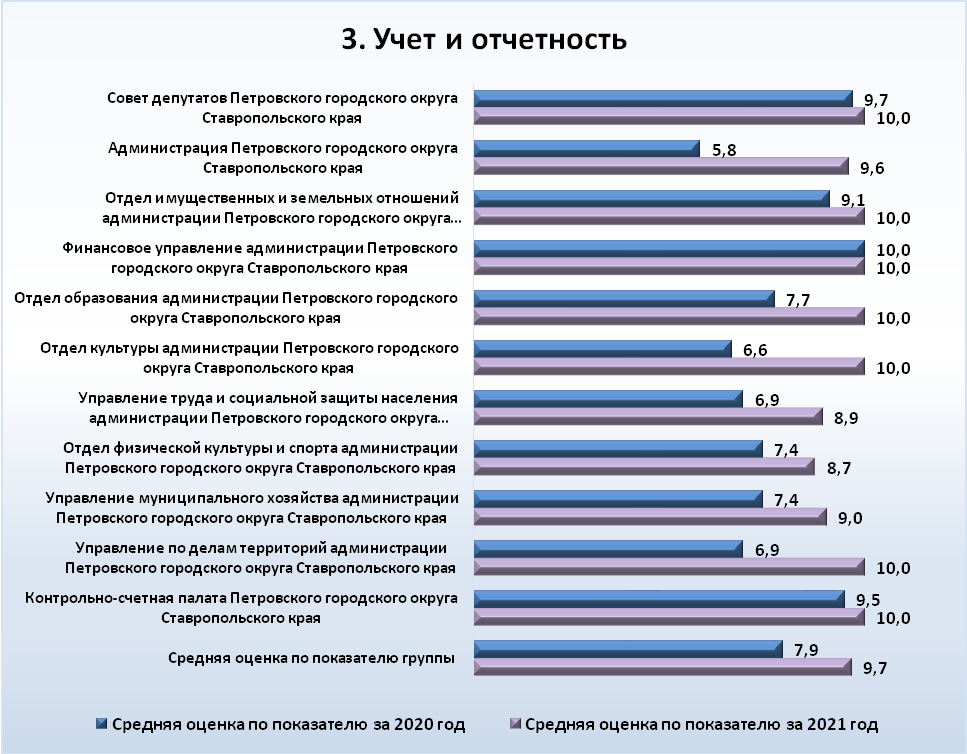 3. Учет и отчетность
Совет депутатов Петровского городского округа
Ставропольского края
9,7
10,0
Администрация Петровского городского округа
Ставропольского края
5,8
9,6
Отдел имущественных и земельных отношений
администрации Петровского городского округа...
9,1
10,0
Финансовое управление администрации Петровского
городского округа Ставропольского края
10,0
10,0
Отдел образования администрации Петровского городского
округа Ставропольского края
7,7
10,0
Отдел культуры администрации Петровского городского
округа Ставропольского края
6,6
10,0
Управление труда и социальной защиты населения
администрации Петровского городского округа...
6,9
8,9
Отдел физической культуры и спорта администрации
Петровского городского округа Ставропольского края
7,4
8,7
Управление муниципального хозяйства администрации
Петровского городского округа Ставропольского края
7,4
9,0
Управление по делам территорий администрации
Петровского городского округа Ставропольского края
6,9
10,0
Контрольно-счетная палата Петровского городского округа
Ставропольского края
9,5
10,0
Средняя оценка по показателю группы
7,9
9,7
Средняя оценка по показателю за 2020 год
Средняя оценка по показателю за 2021 год